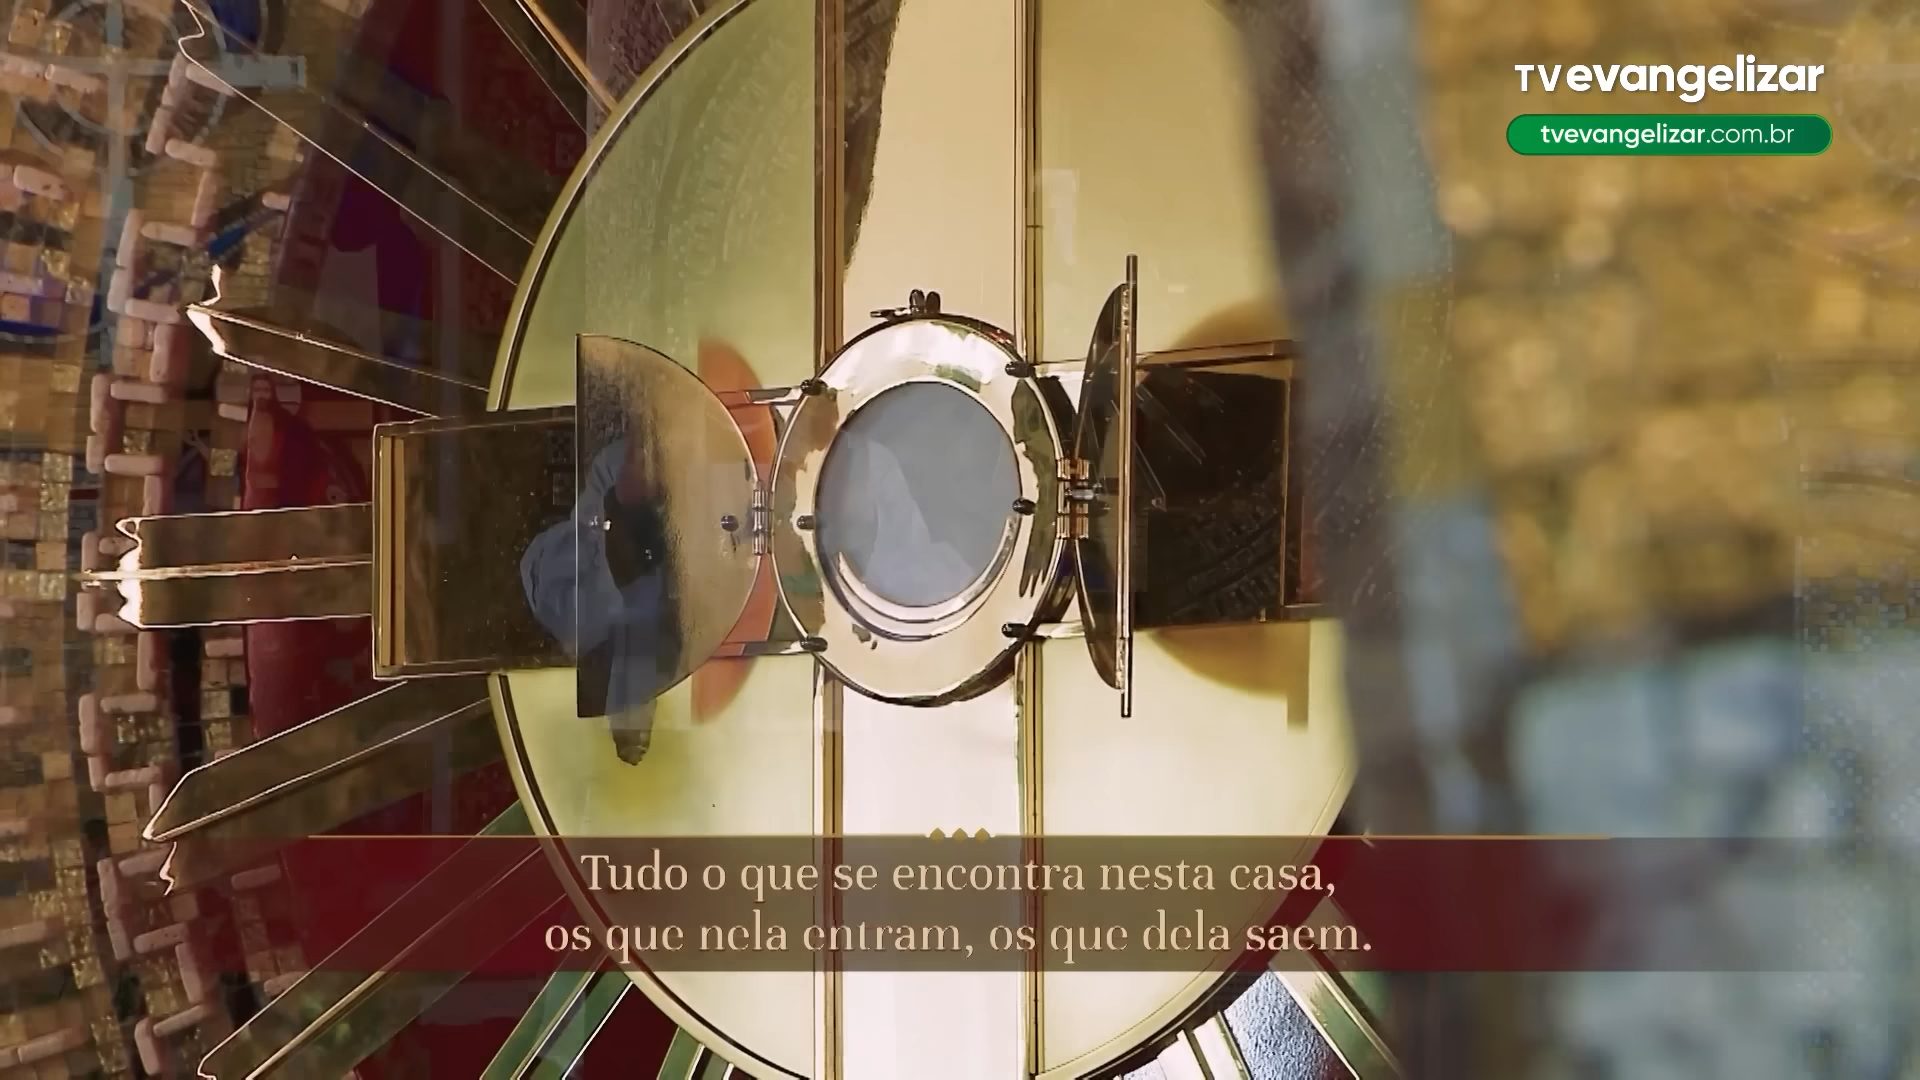 TVevangelizar
tvevangelizar.com.br
Tudo o que se encontra nesta casa,
os que nela entram, os que dela saem.